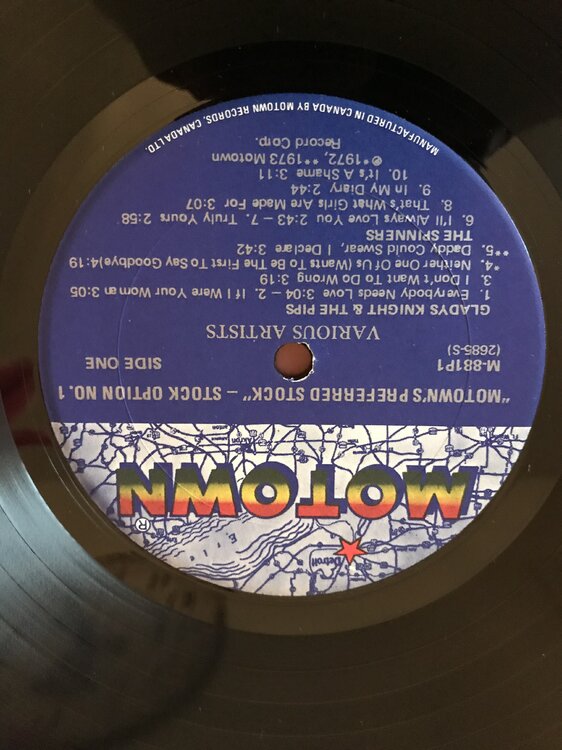 Detroit
Erie
Akron
MOTOWN®
"MOTOWN'S PREFERRED STOCK" – STOCK OPTION NO. 1
M-881P1 SIDE ONE
(2685-S)
VARIOUS ARTISTS
GLADYS KNIGHT & THE PIPS
1. Everybody Needs Love 3:04 – 2. If I Were Your Woman 3:05
3. I Don't Want To Do Wrong 3:19
*4. Neither One Of Us (Wants To Be The First To Say Goodbye)4:19
**5. Daddy Could Swear, I Declare 3:42
THE SPINNERS
6. I'll Always Love You 2:43 – 7. Truly Yours 2:58
8. That's What Girls Are Made For 3:07
9. In My Diary 2:44
10. It's A Shame 3:11
℗*1972, **1973 Motown
Record Corp.
MANUFACTURED IN CANADA BY MOTOWN RECORDS, CANADA LTD.